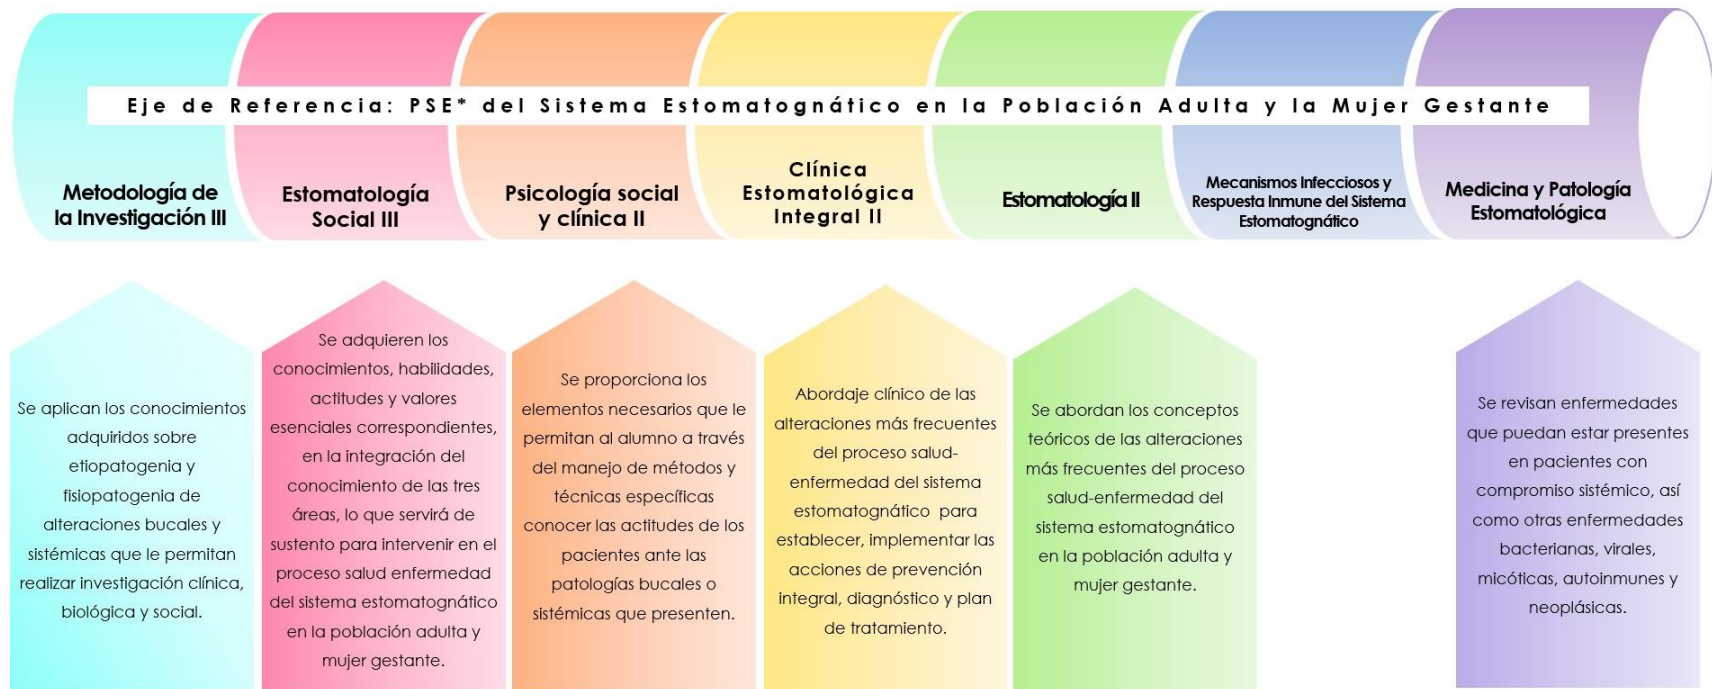 Eje de Referencia: PSE* del Sistema Estomatognático en la Población Adulta y la Mujer Gestante
Metodología de
la Investigación III
Estomatología
Social III
Psicología social
y clínica II
Clínica
Estomatológica
Integral II
Estomatología II
Mecanismos Infecciosos y
Respuesta Inmune del Sistema
Estomatognático
Medicina y Patología
Estomatológica
Se aplican los conocimientos
adquiridos sobre
etiopatogenia y
fisiopatogenia de
alteraciones bucales y
sistémicas que le permitan
realizar investigación clínica,
biológica y social.
Se adquieren los
conocimientos, habilidades,
actitudes y valores
esenciales correspondientes,
en la integración del
conocimiento de las tres
áreas, lo que servirá de
sustento para intervenir en el
proceso salud enfermedad
del sistema estomatognático
en la población adulta y
mujer gestante.
Se proporciona los
elementos necesarios que le
permitan al alumno a través
del manejo de métodos y
técnicas específicas
conocer las actitudes de los
pacientes ante las
patologías bucales o
sistémicas que presenten.
Abordaje clínico de las
alteraciones más frecuentes
del proceso salud-
enfermedad del sistema
estomatognático para
establecer, implementar las
acciones de prevención
integral, diagnóstico y plan
de tratamiento.
Se abordan los conceptos
teóricos de las alteraciones
más frecuentes del proceso
salud-enfermedad del
sistema estomatognático
en la población adulta y
mujer gestante.
Se revisan enfermedades
que puedan estar presentes
en pacientes con
compromiso sistémico, así
como otras enfermedades
bacterianas, virales,
micóticas, autoinmunes y
neoplásicas.